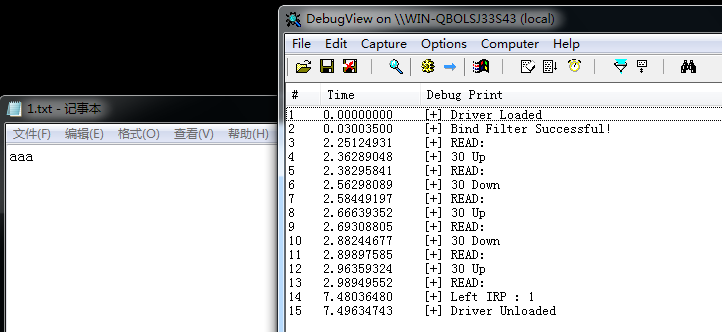 DebugView on \\WIN-QBOLSJ33S43 (local)
File Edit Capture Options Computer Help
# Time Debug Print
1 0.00000000 [+] Driver Loaded
2 0.03003500 [+] Bind Filter Successful!
3 2.25124931 [+] READ:
4 2.36289048 [+] 30 Up
5 2.38295841 [+] READ:
6 2.56298089 [+] 30 Down
7 2.58449197 [+] READ:
8 2.66639352 [+] 30 Up
9 2.69308805 [+] READ:
10 2.88244677 [+] 30 Down
11 2.89897585 [+] READ:
12 2.96359324 [+] 30 Up
13 2.98949552 [+] READ:
14 7.48036480 [+] Left IRP : 1
15 7.49634743 [+] Driver Unloaded
1.txt - 记事本
文件(F) 编辑(E) 格式(O) 查看(V) 帮助(H)
aaa